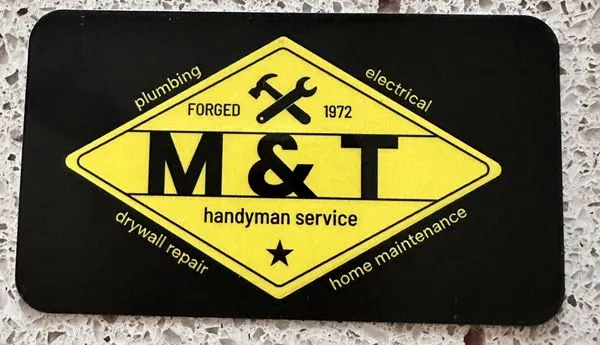 plumbing
electrical
FORGED 1972
M & T
handyman service
drywall repair
home maintenance